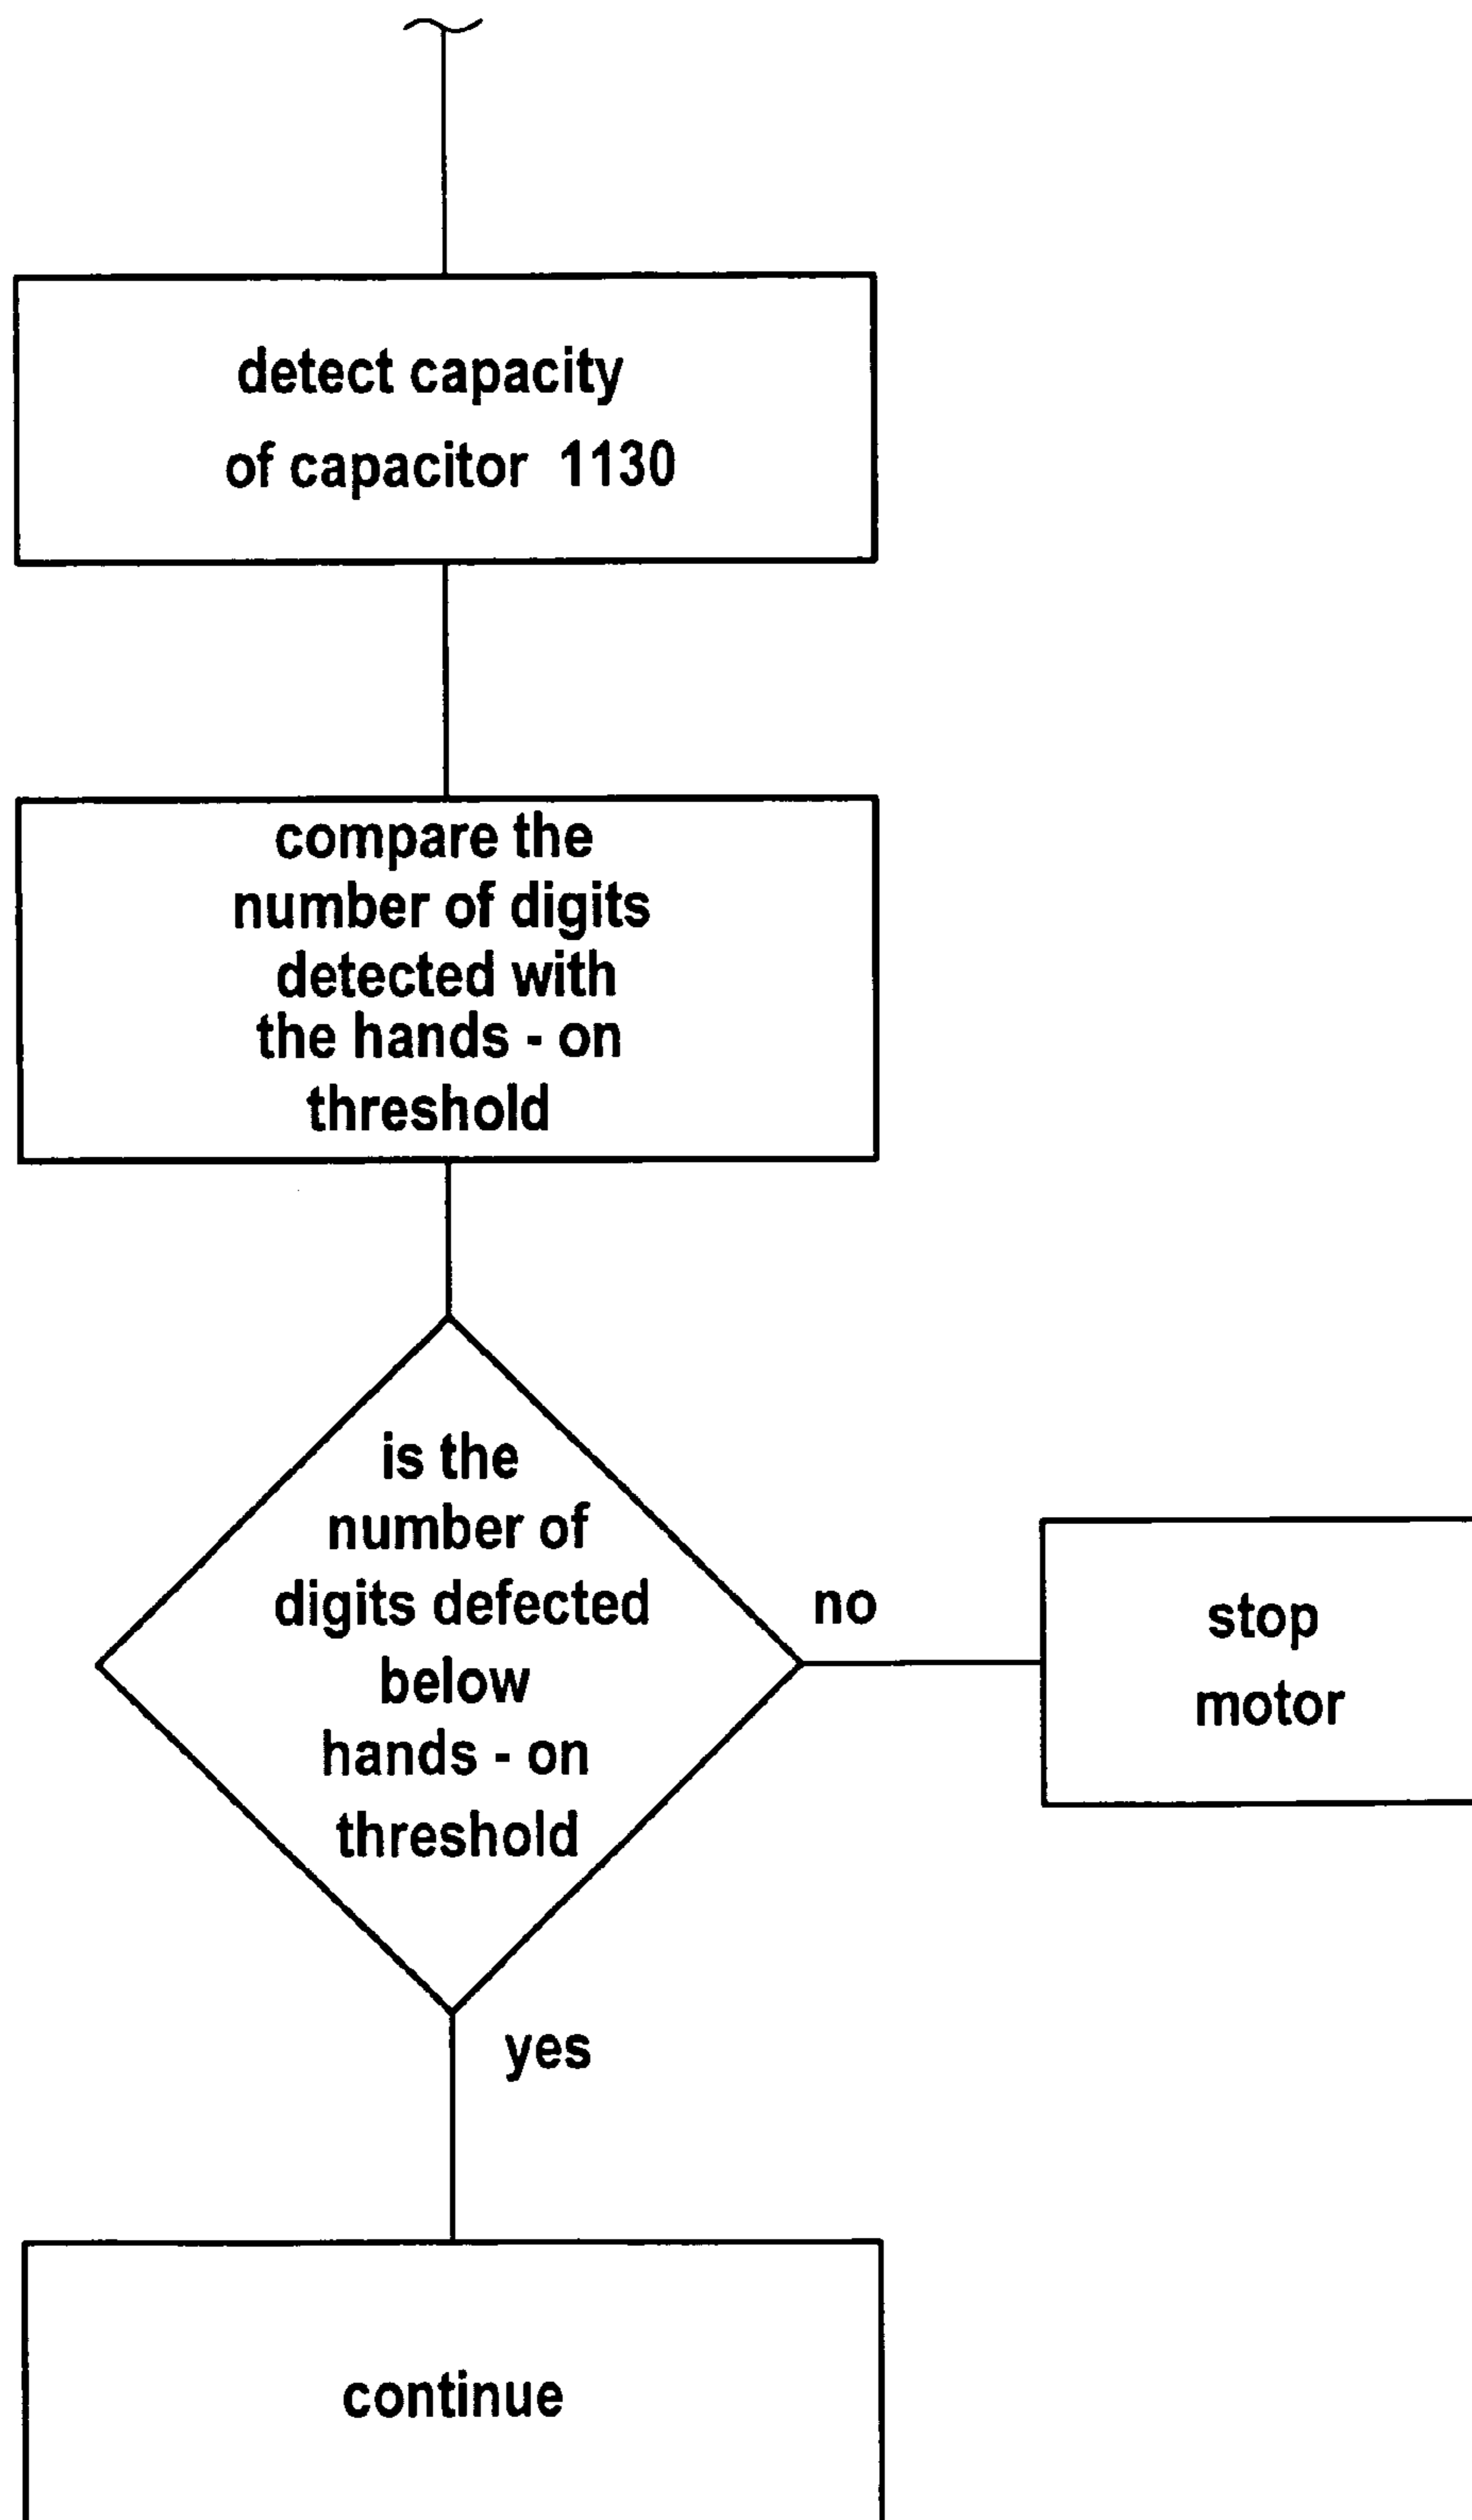 detect capacity
of capacitor 1130
compare the
number of digits
detected with
the hands - on
threshold
is the
number of
digits defected
below
hands - on
threshold
no
stop
motor
yes
continue